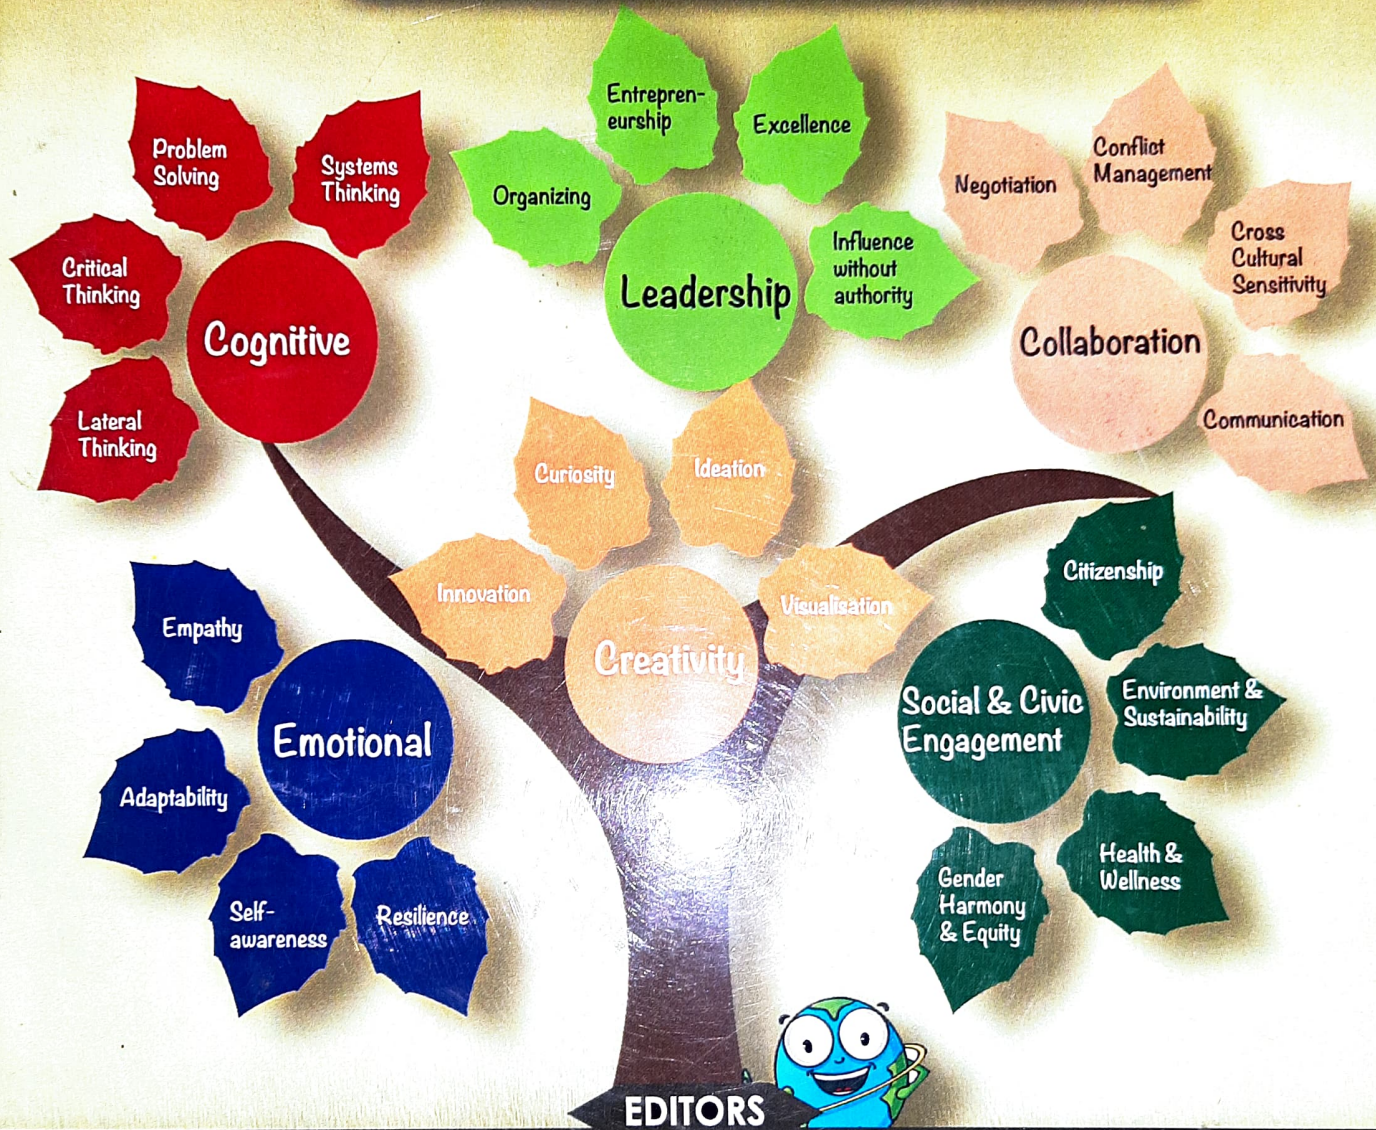 Problem
Solving
Systems
Thinking
Critical
Thinking
Lateral
Thinking
Cognitive
Entrepren-
eurship
Excellence
Organizing
Influence
without
authority
Leadership
Negotiation
Conflict
Management
Cross
Cultural
Sensitivity
Communication
Collaboration
Curiosity
Ideation
Innovation
Visualisation
Creativity
Empathy
Adaptability
Self-
awareness
Resilience
Emotional
Citizenship
Environment &
Sustainability
Health &
Wellness
Gender
Harmony
& Equity
Social & Civic
Engagement
EDITORS